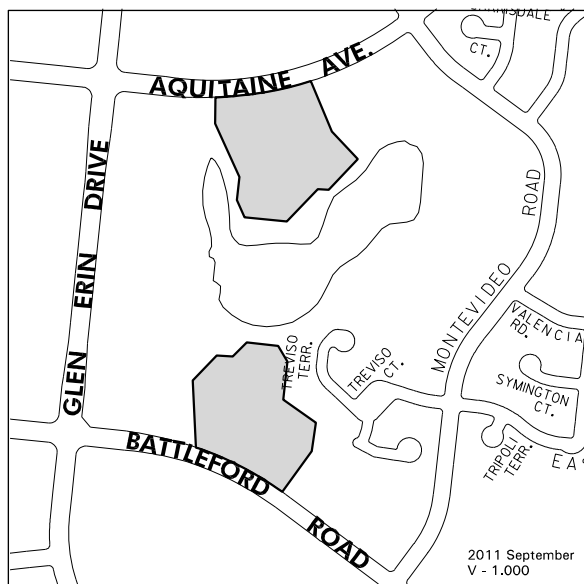 CT.
AQUITAINE AVE.
GLEN ERIN DRIVE
MONTEVIDEO ROAD
VALENCIA
RD.
TREVISO
TERR.
TREVISO
CT.
SYMINGTON
CT.
TRIPOLI
TERR.
BATTLEFORD ROAD
2011 September
V - 1.000